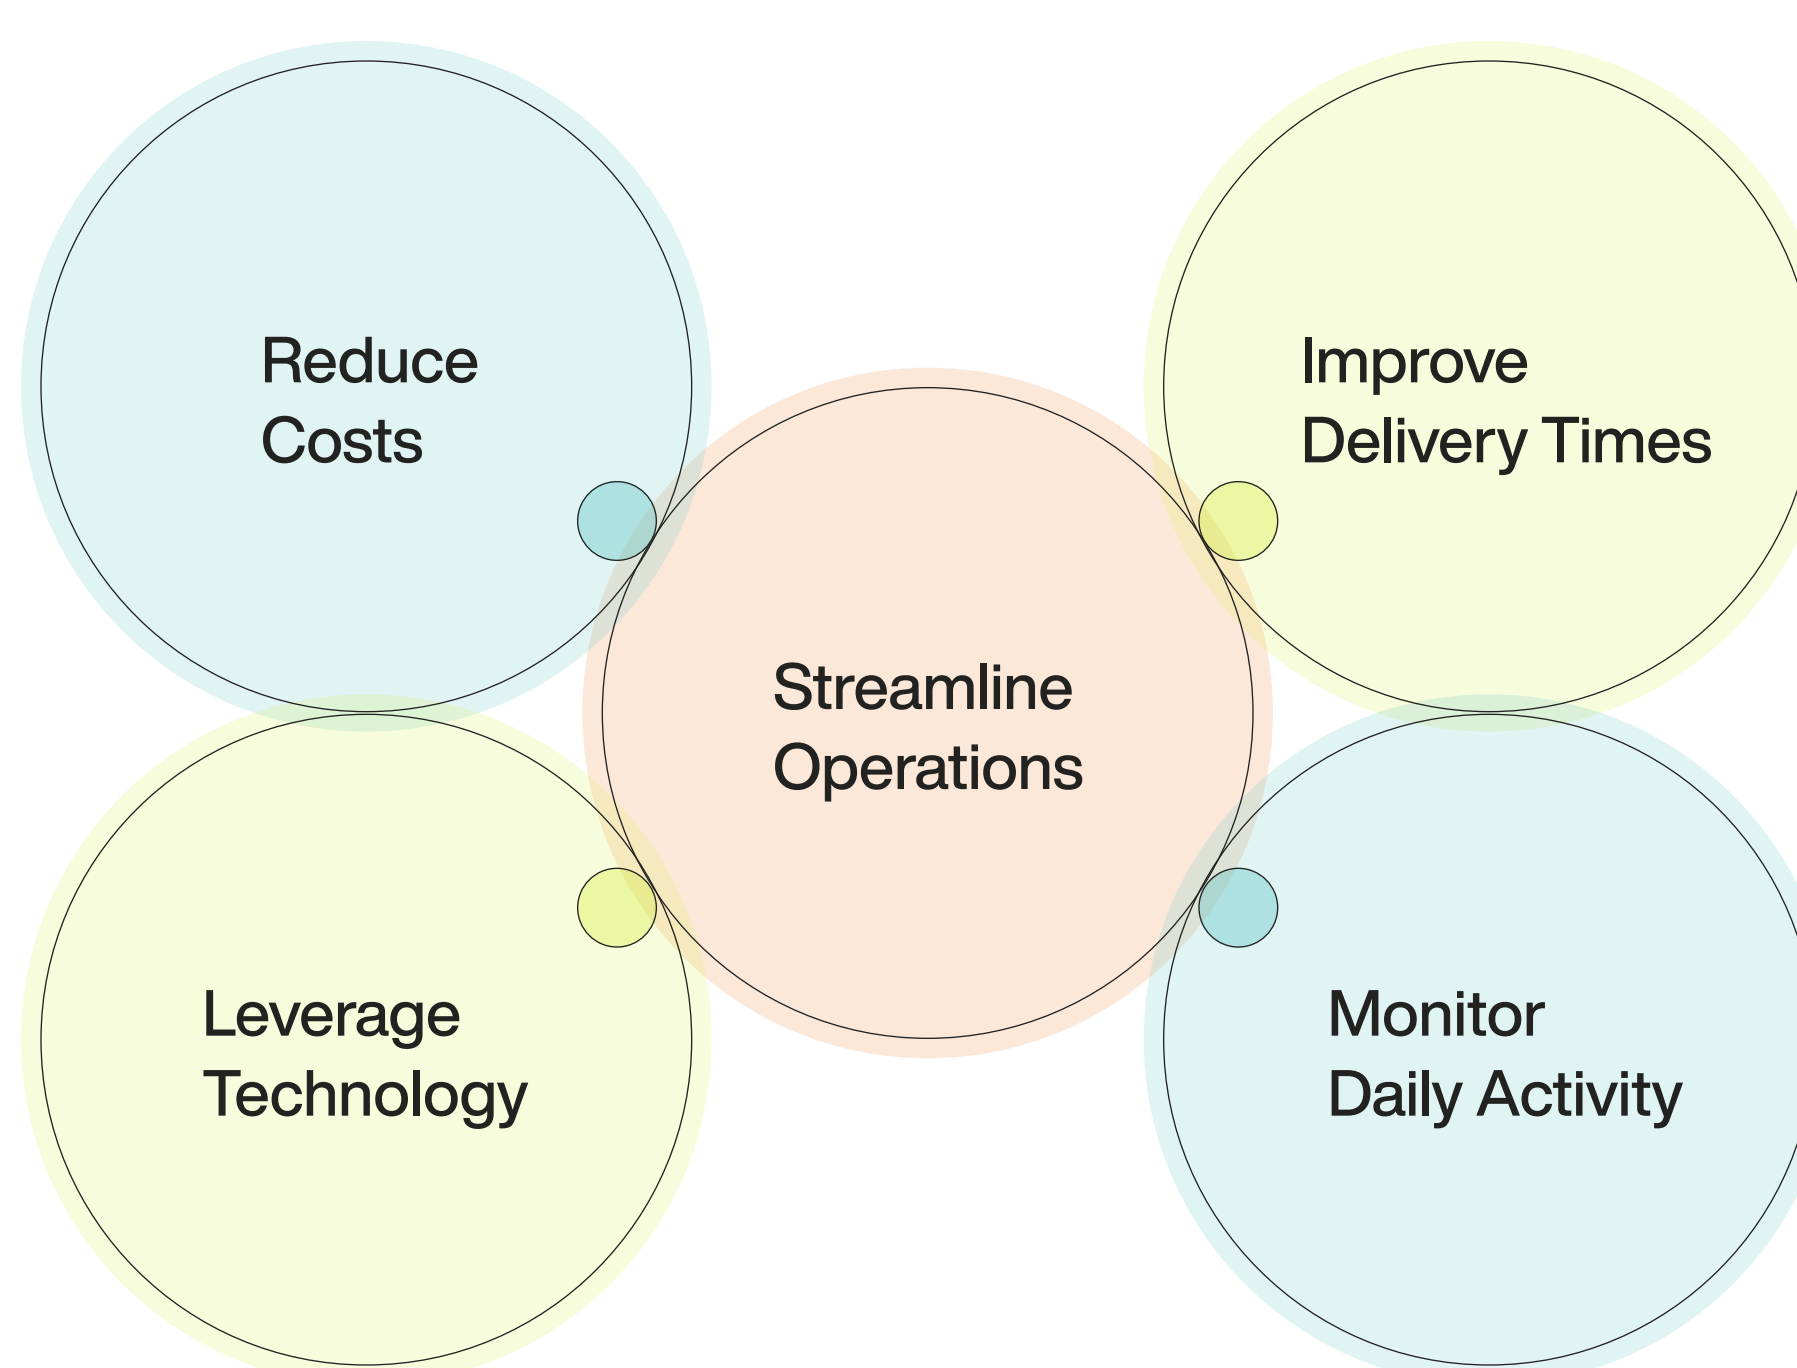 Reduce
Costs
Improve
Delivery Times
Streamline
Operations
Leverage
Technology
Monitor
Daily Activity